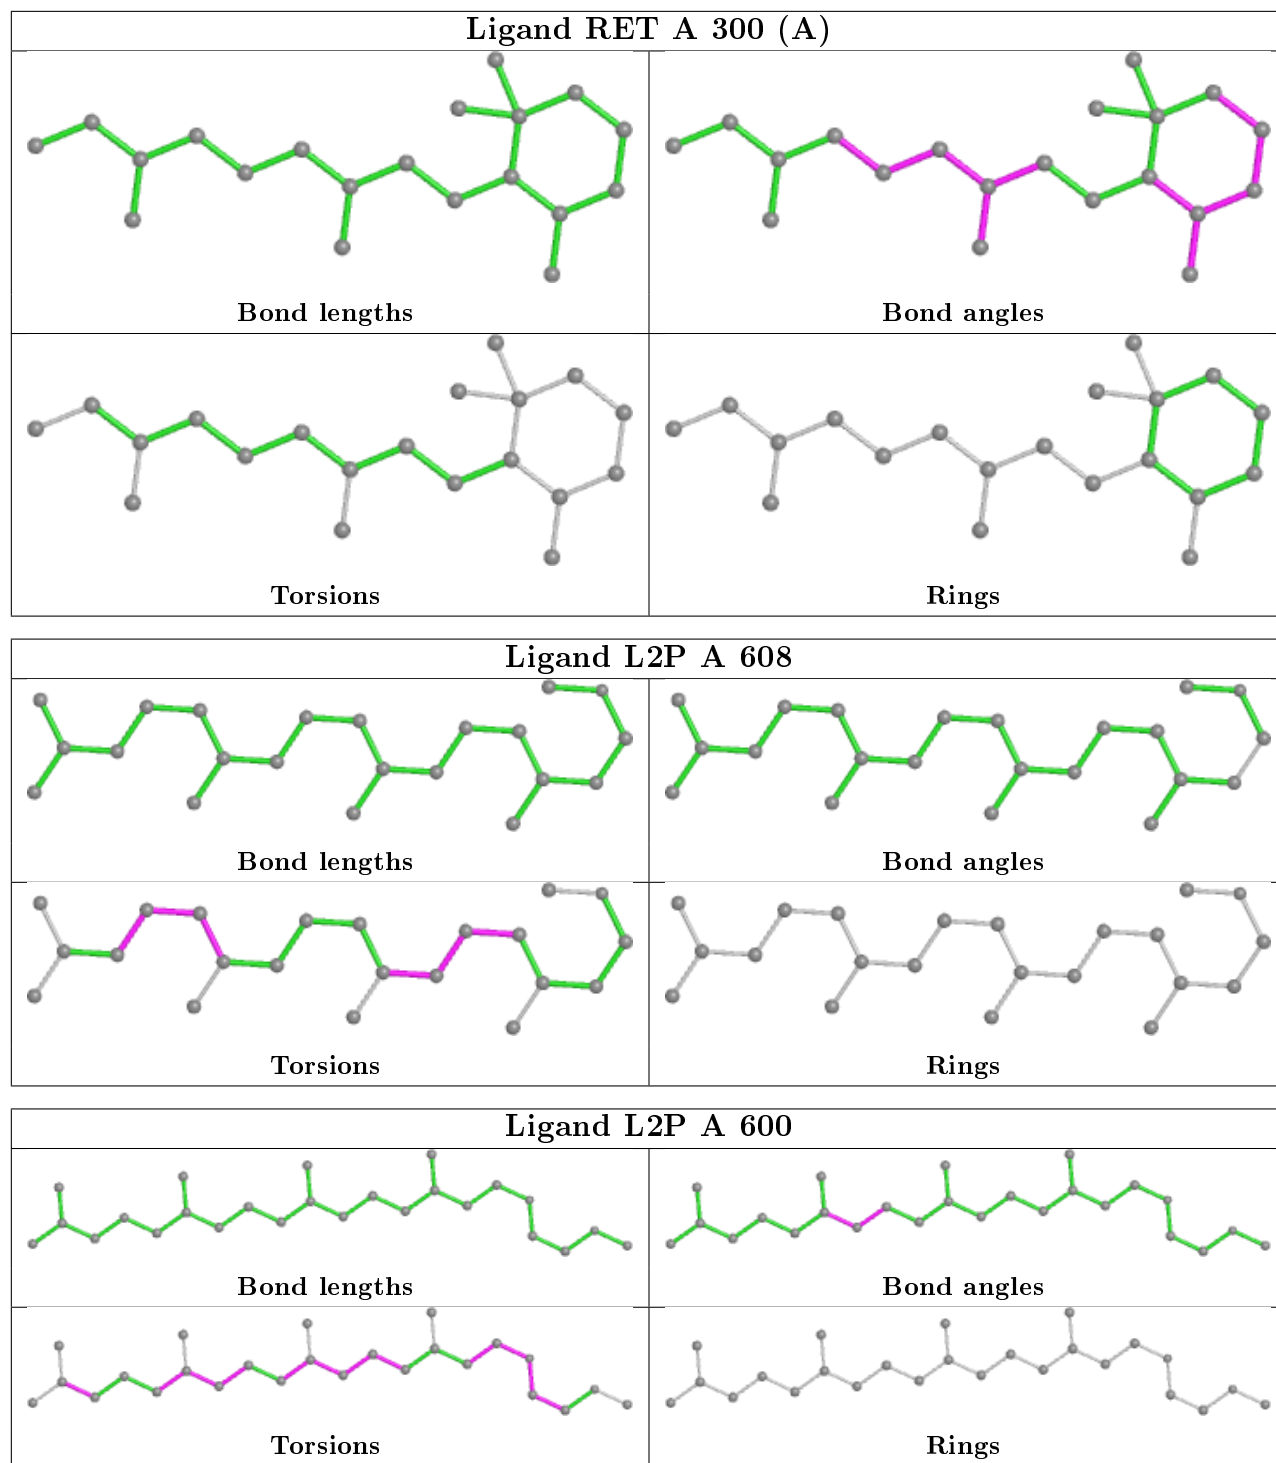 Ligand RET A 300 (A)
Bond lengths
Bond angles
Torsions
Rings
Ligand L2P A 608
Bond lengths
Bond angles
Torsions
Rings
Ligand L2P A 600
Bond lengths
Bond angles
Torsions
Rings